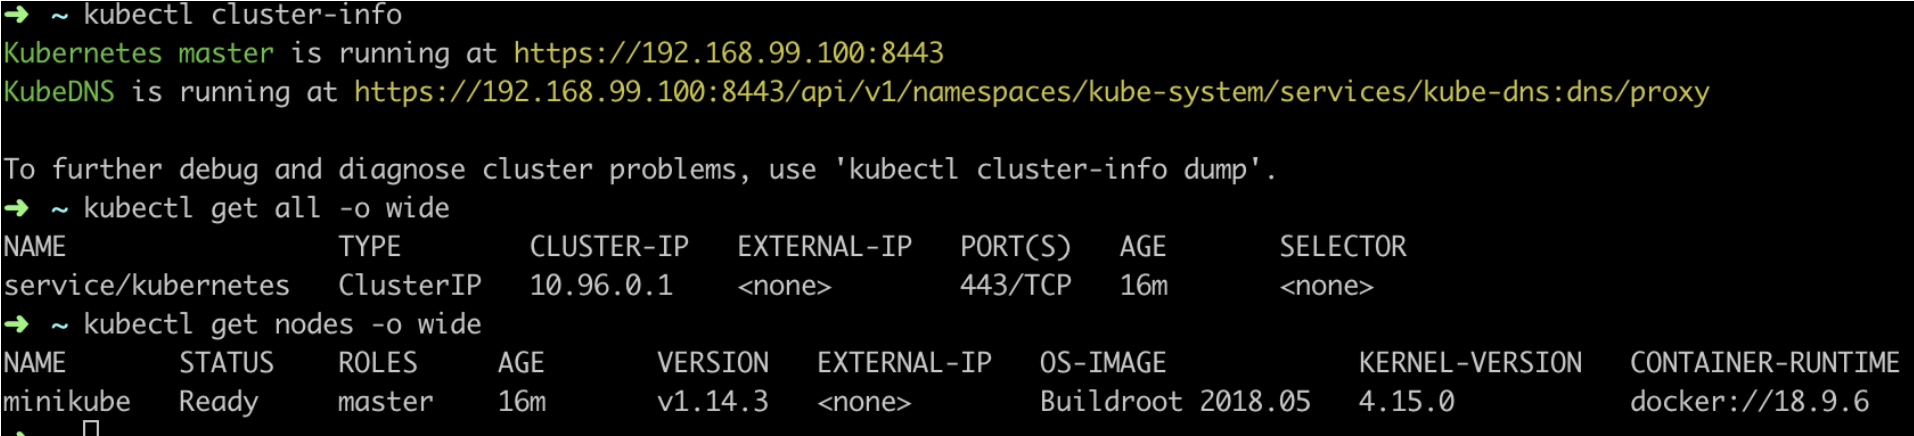 ➜ ~ kubectl cluster-info
Kubernetes master is running at https://192.168.99.100:8443
KubeDNS is running at https://192.168.99.100:8443/api/v1/namespaces/kube-system/services/kube-dns:dns/proxy
To further debug and diagnose cluster problems, use 'kubectl cluster-info dump'.
➜ ~ kubectl get all -o wide
NAME TYPE CLUSTER-IP EXTERNAL-IP PORT(S) AGE SELECTOR
service/kubernetes ClusterIP 10.96.0.1 <none> 443/TCP 16m <none>
➜ ~ kubectl get nodes -o wide
NAME STATUS ROLES AGE VERSION EXTERNAL-IP OS-IMAGE KERNEL-VERSION CONTAINER-RUNTIME
minikube Ready master 16m v1.14.3 <none> Buildroot 2018.05 4.15.0 docker://18.9.6